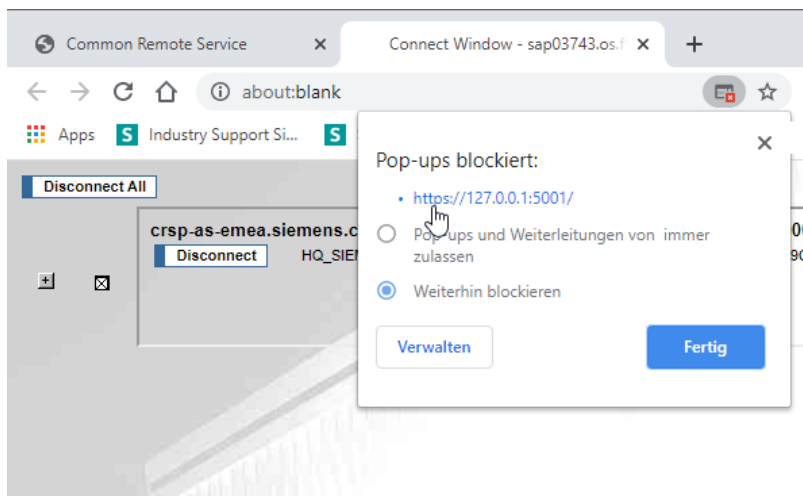 Common Remote Service
Connect Window - sap03743.os.f
about:blank
Apps
S Industry Support Si...
S
Disconnect All
crsp-as-emea.siemens.c
Disconnect
HQ_SIE
Pop-ups blockiert:
• https://127.0.0.1:5001/
Pop-ups und Weiterleitungen von immer
zulassen
Weiterhin blockieren
Verwalten
Fertig